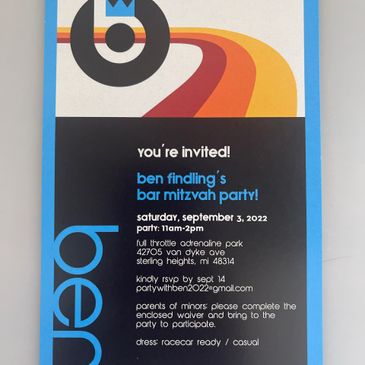 b
you're invited!
ben findling's
bar mitzvah party!
saturday, september 3, 2022
party: 11am-2pm
full throttle adrenaline park
42705 van dyke ave
sterling heights, mi 48314
kindly rsvp by sept 14
partywithben2022@gmail.com
parents of minors: please complete the
enclosed waiver and bring to the
party to participate.
dress: racecar ready / casual
ben